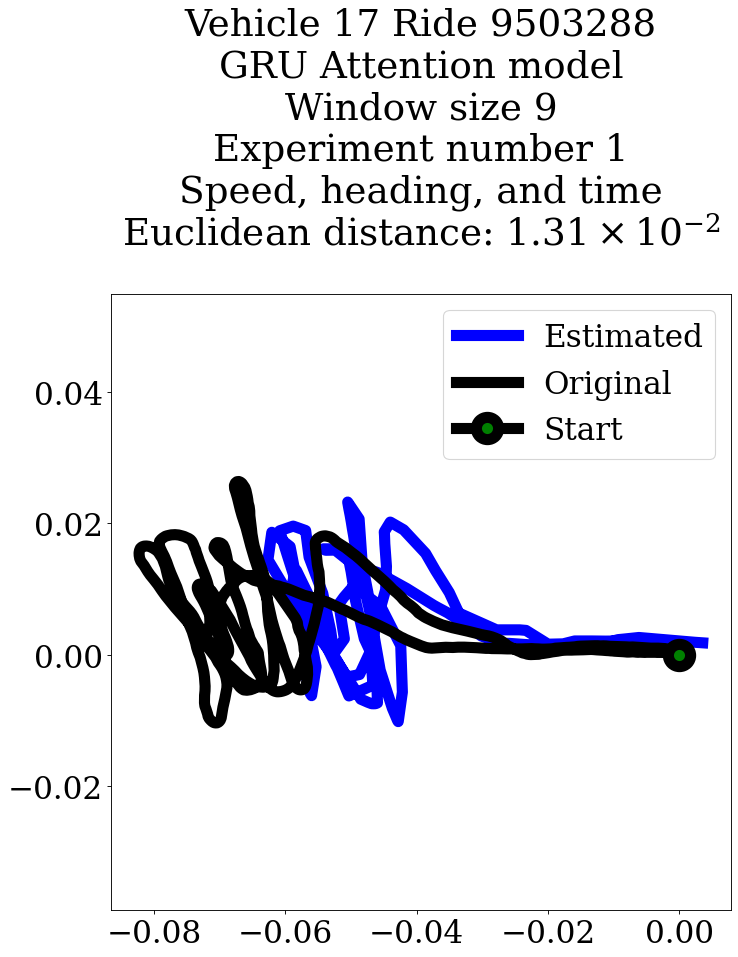 Vehicle 17 Ride 9503288
GRU Attention model
Window size 9
Experiment number 1
Speed, heading, and time
Euclidean distance: 1.31 × 10⁻²
Estimated
Original
Start
0.04
0.02
0.00
−0.02
−0.08 −0.06 −0.04 −0.02 0.00